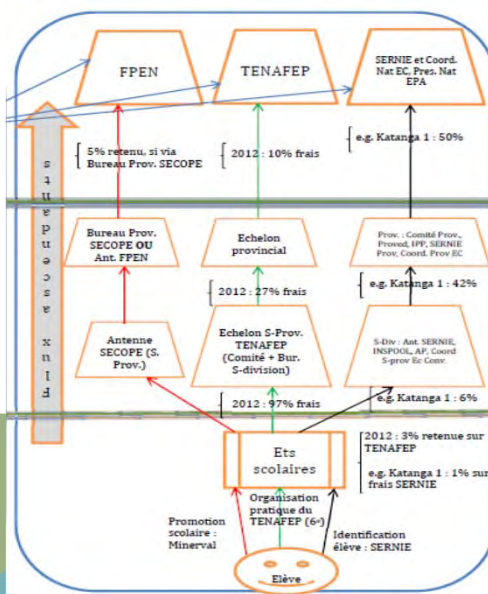 FPEN
TENAFEP
SERNIE et Coord.
Nat EC, Pres. Nat
EPA
5% retenu, si via
Bureau Prov. SECOPE
2012 : 10% frais
e.g. Katanga 1 : 50%
Flux ascendants
Bureau Prov.
SECOPE OU
Ant. FPEN
Echelon
provincial
Prov. : Comité Prov.,
Proved, IPP, SERNIE
Prov, Coord. Prov EC
2012 : 27% frais
e.g. Katanga 1 : 42%
Antenne
SECOPE (S.
Prov.)
Echelon S-Prov.
TENAFEP
(Comité + Bur.
S-division)
S-Div : Ant. SERNIE,
INSPOOL, AP, Coord
S-prov Ec Conv.
2012 : 97% frais
e.g. Katanga 1 : 6%
Ets
scolaires
2012 : 3% retenue sur
TENAFEP
e.g. Katanga 1 : 1% sur
frais SERNIE
Promotion
scolaire :
Minerval
Organisation
pratique du
TENAFEP (6e)
Identification
élève : SERNIE
Elève